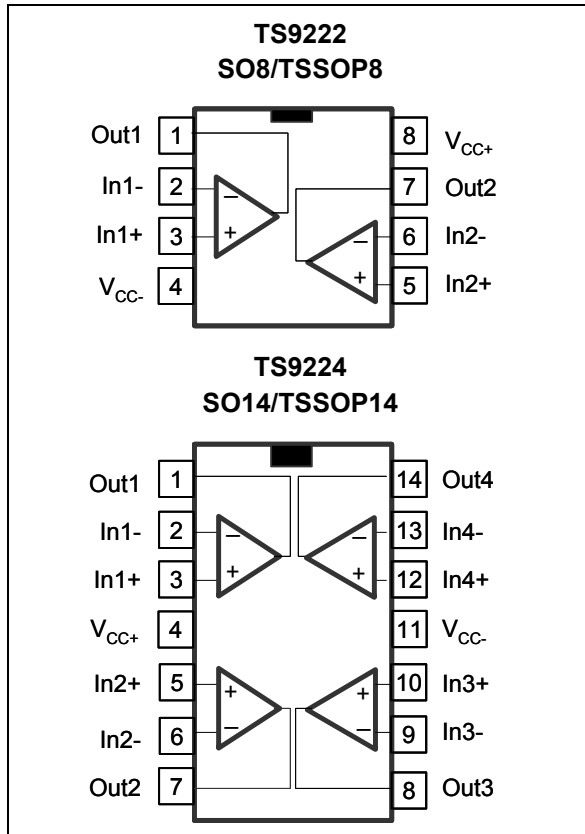 TS9222
SO8/TSSOP8
Out1 1 8 VCC+
In1- 2 7 Out2
In1+ 3 6 In2-
VCC- 4 5 In2+
− −
+ +
TS9224
SO14/TSSOP14
Out1 1 14 Out4
In1- 2 13 In4-
In1+ 3 12 In4+
VCC+ 4 11 VCC-
In2+ 5 10 In3+
In2- 6 9 In3-
Out2 7 8 Out3
− −
+ +
+ +
− −